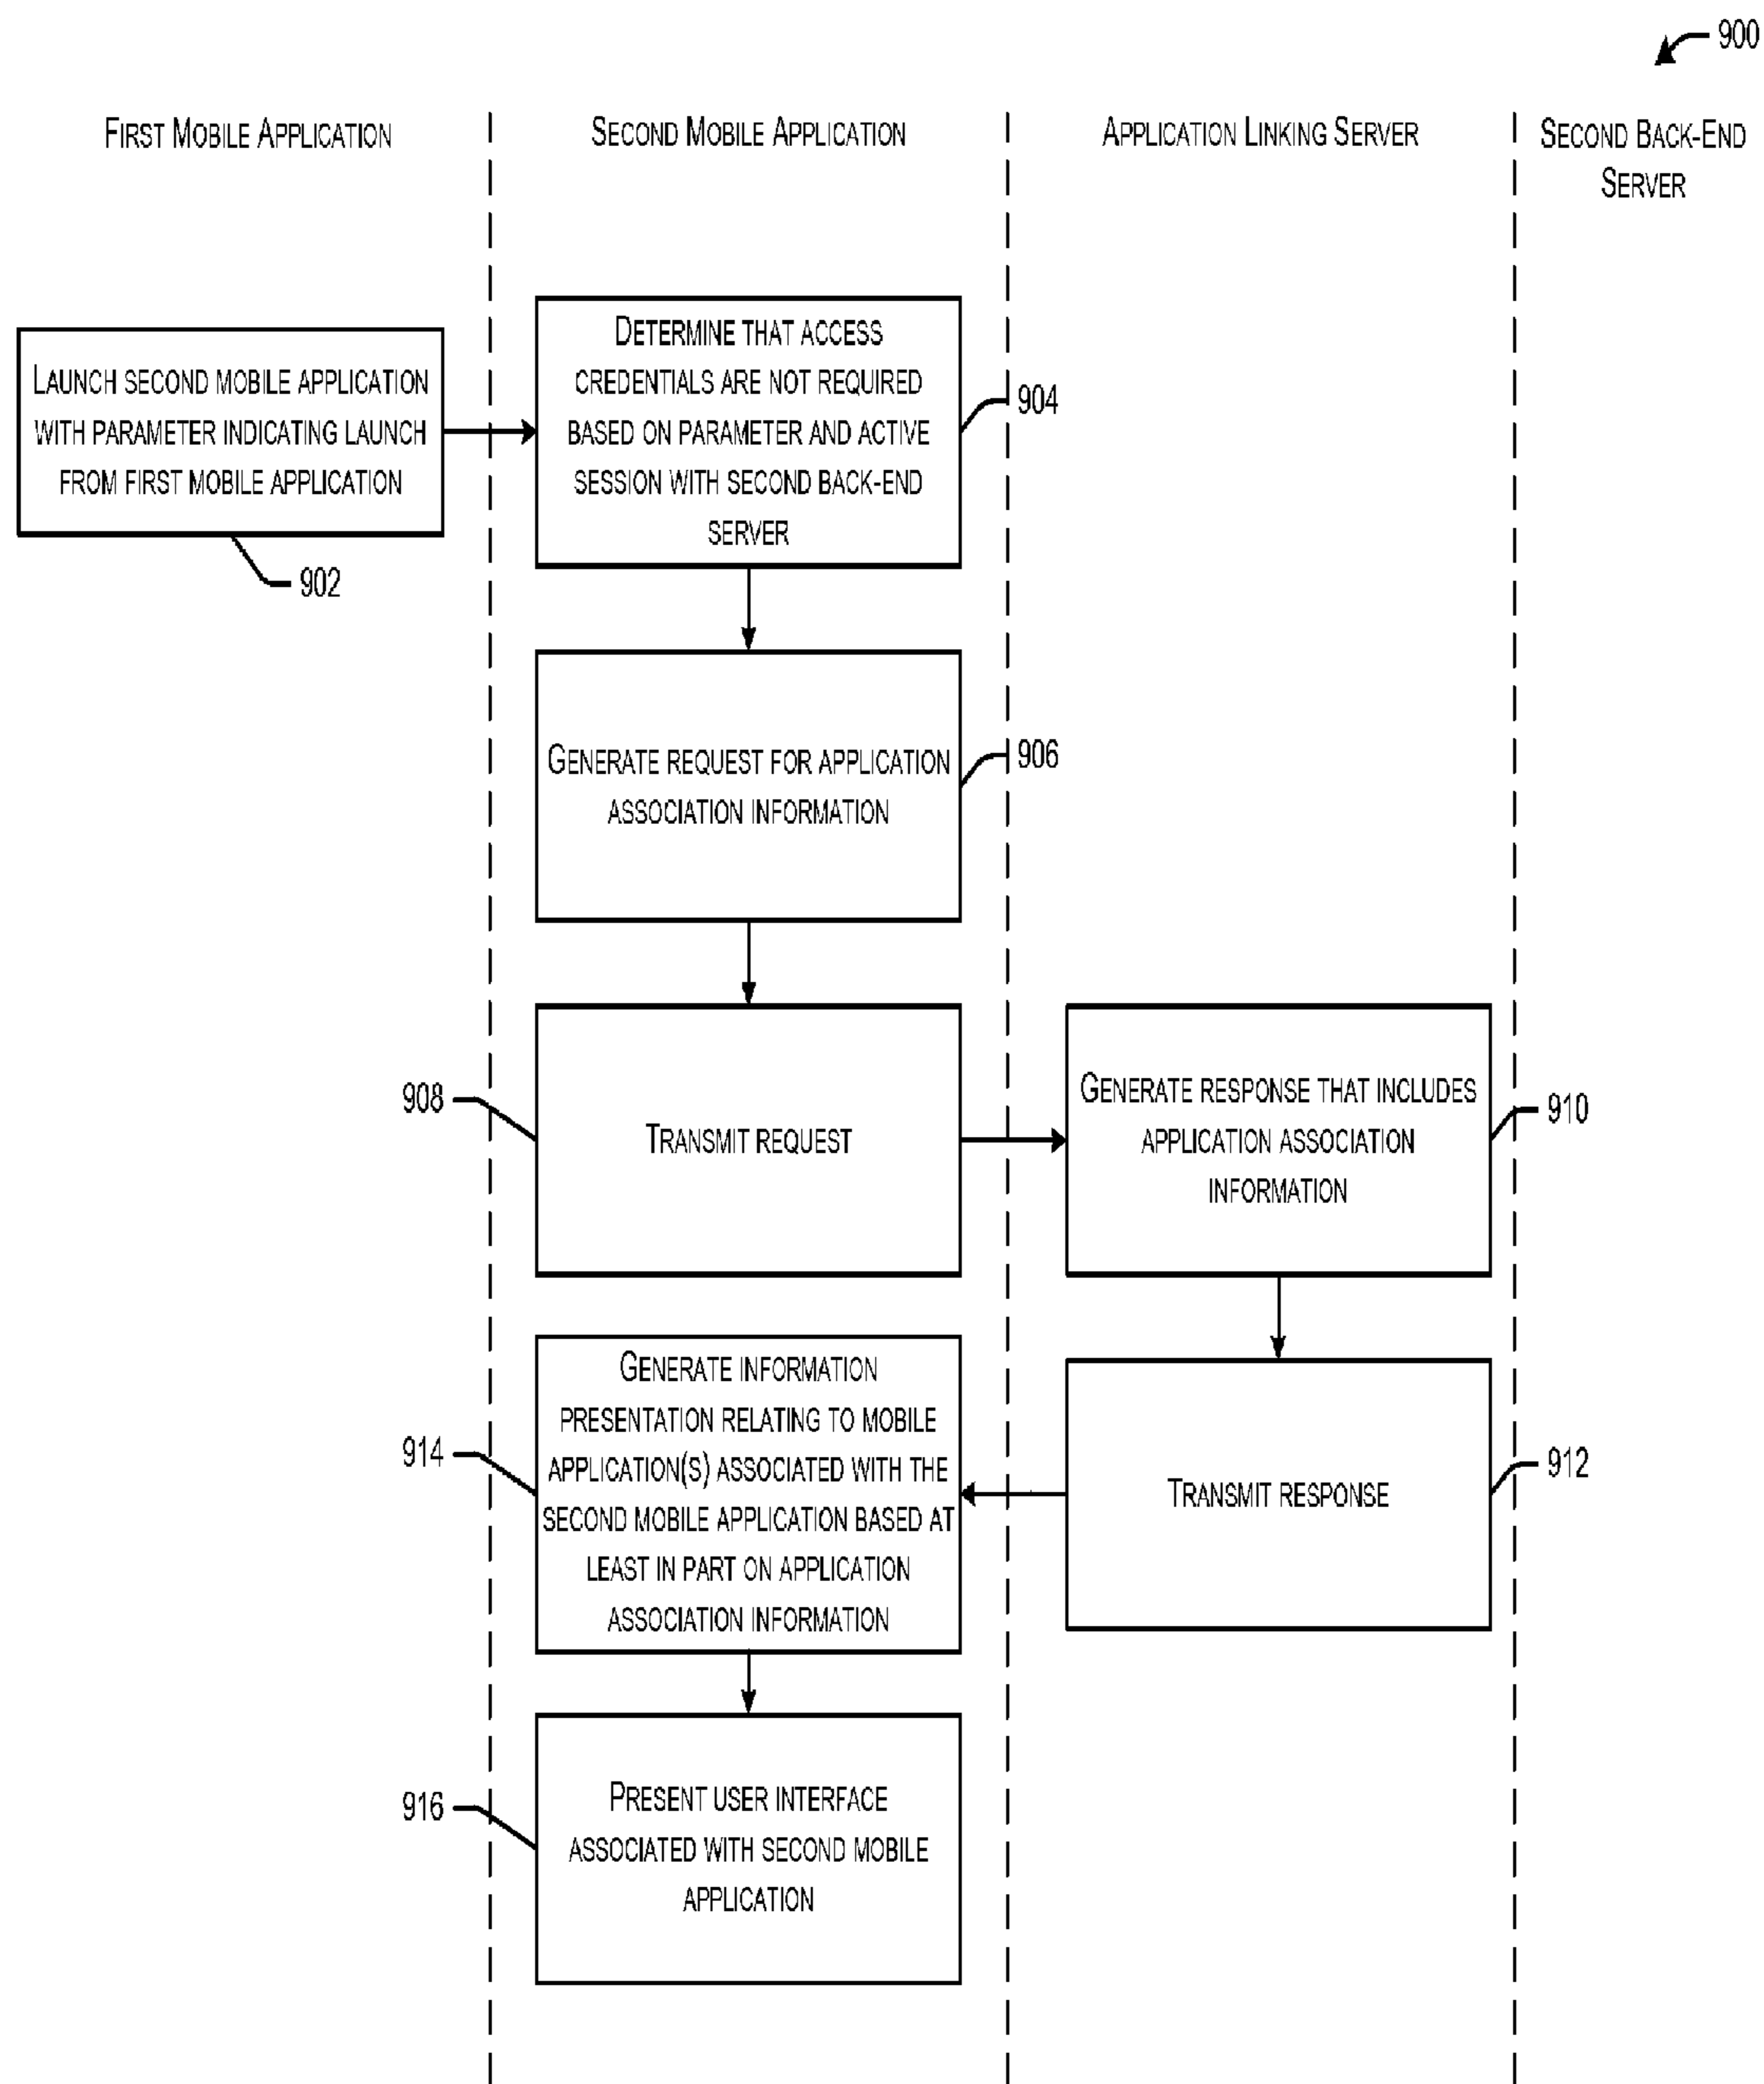 900
First Mobile Application
Second Mobile Application
Application Linking Server
Second Back-End
Server
Launch second mobile application
with parameter indicating launch
from first mobile application
902
Determine that access
credentials are not required
based on parameter and active
session with second back-end
server
904
Generate request for application
association information
906
Transmit request
908
Generate response that includes
application association
information
910
Transmit response
912
Generate information
presentation relating to mobile
application(s) associated with the
second mobile application based at
least in part on application
association information
914
Present user interface
associated with second mobile
application
916